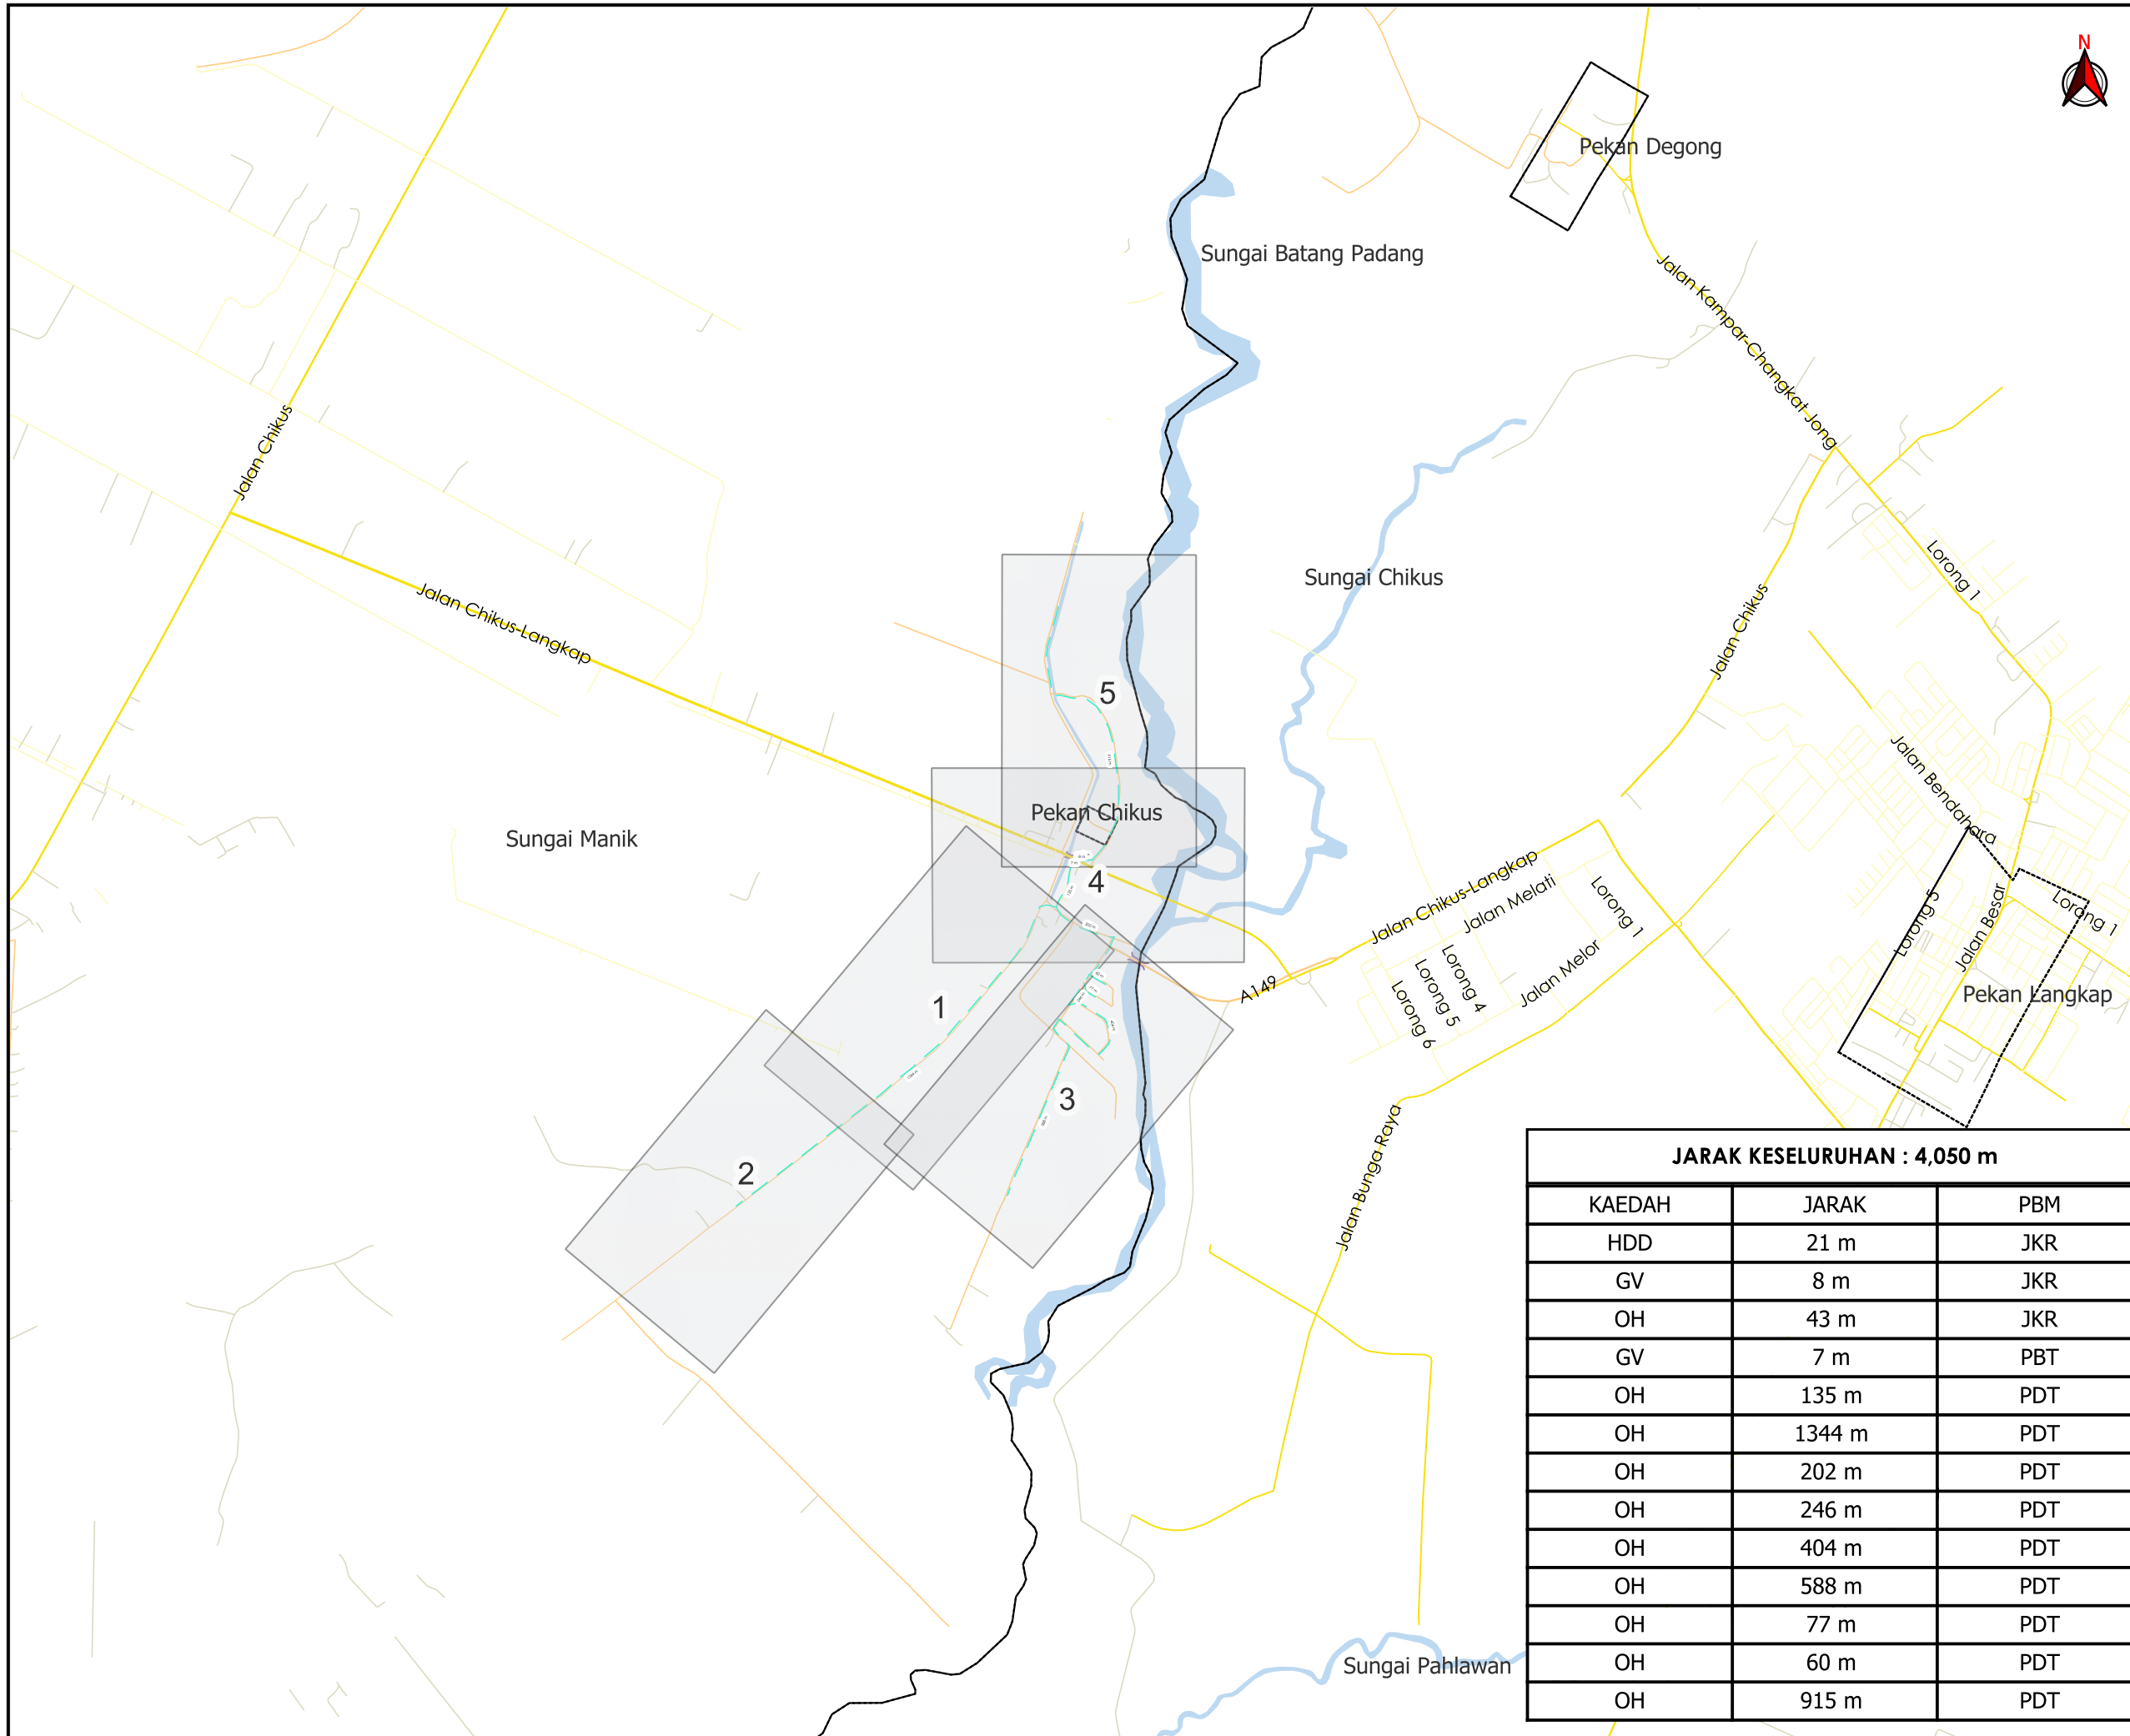 N
Pekan Degong
Sungai Batang Padang
Jalan Kampar-Changkat Jong
Jalan Chikus
Lorong 1
Sungai Chikus
Jalan Chikus-Langkap
Jalan Chikus
5
Jalan Bendahara
Pekan Chikus
Sungai Manik
4
Jalan Chikus-Langkap
Jalan Melati
Lorong 1
Lorong 5
Jalan Besar
Lorong 1
Lorong 4
Lorong 5
Lorong 6
Jalan Melor
A149
Pekan Langkap
1
3
2
Jalan Bunga Raya
Sungai Pahlawan
JARAK KESELURUHAN : 4,050 m
KAEDAH JARAK PBM
HDD 21 m JKR
GV 8 m JKR
OH 43 m JKR
GV 7 m PBT
OH 135 m PDT
OH 1344 m PDT
OH 202 m PDT
OH 246 m PDT
OH 404 m PDT
OH 588 m PDT
OH 77 m PDT
OH 60 m PDT
OH 915 m PDT